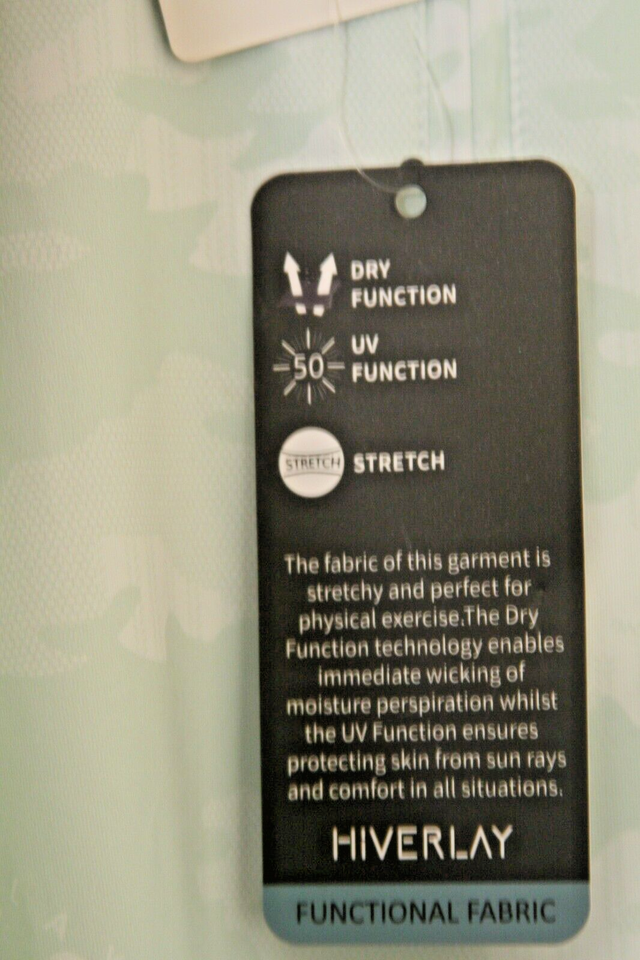 DRY
FUNCTION
50
UV
FUNCTION
STRETCH
STRETCH
The fabric of this garment is
stretchy and perfect for
physical exercise.The Dry
Function technology enables
immediate wicking of
moisture perspiration whilst
the UV Function ensures
protecting skin from sun rays
and comfort in all situations.
HIVERLAY
FUNCTIONAL FABRIC